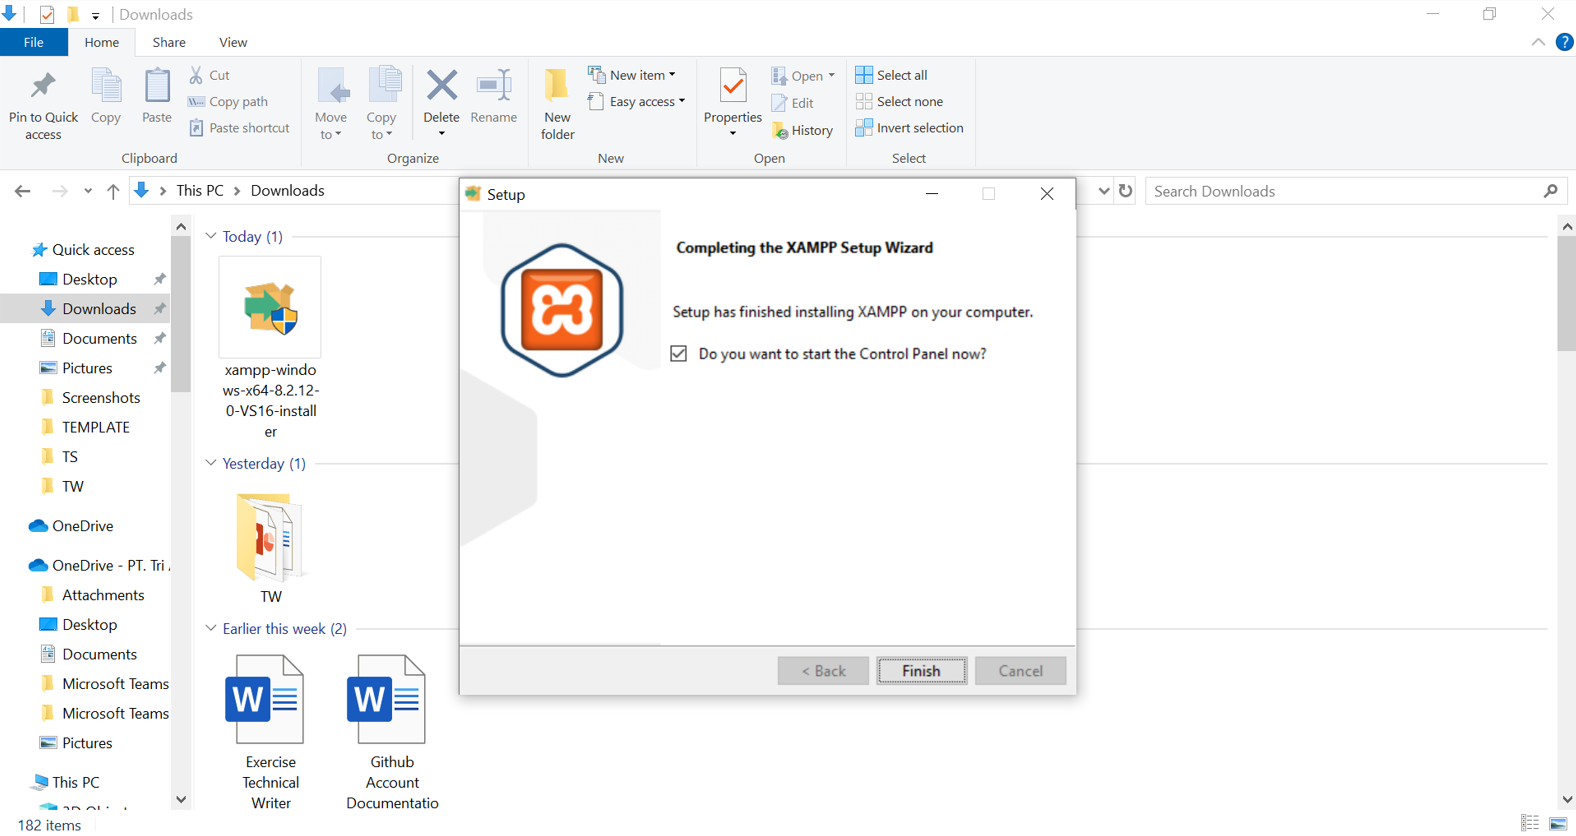 Downloads
File Home Share View
Pin to Quick access
Copy
Paste
Cut
Copy path
Paste shortcut
Clipboard
Move to
Copy to
Delete
Rename
Organize
New folder
New item
Easy access
New
Properties
Open
Edit
History
Open
Select all
Select none
Invert selection
Select
This PC > Downloads
Search Downloads
Quick access
Desktop
Downloads
Documents
Pictures
Screenshots
TEMPLATE
TS
TW
OneDrive
OneDrive - PT. Tri
Attachments
Desktop
Documents
Microsoft Teams
Microsoft Teams
Pictures
This PC
Today (1)
xampp-windo
ws-x64-8.2.12-
0-VS16-install
er
Yesterday (1)
TW
Earlier this week (2)
Exercise
Technical
Writer
Github
Account
Documentatio
Setup
Completing the XAMPP Setup Wizard
Setup has finished installing XAMPP on your computer.
Do you want to start the Control Panel now?
< Back Finish Cancel
182 items